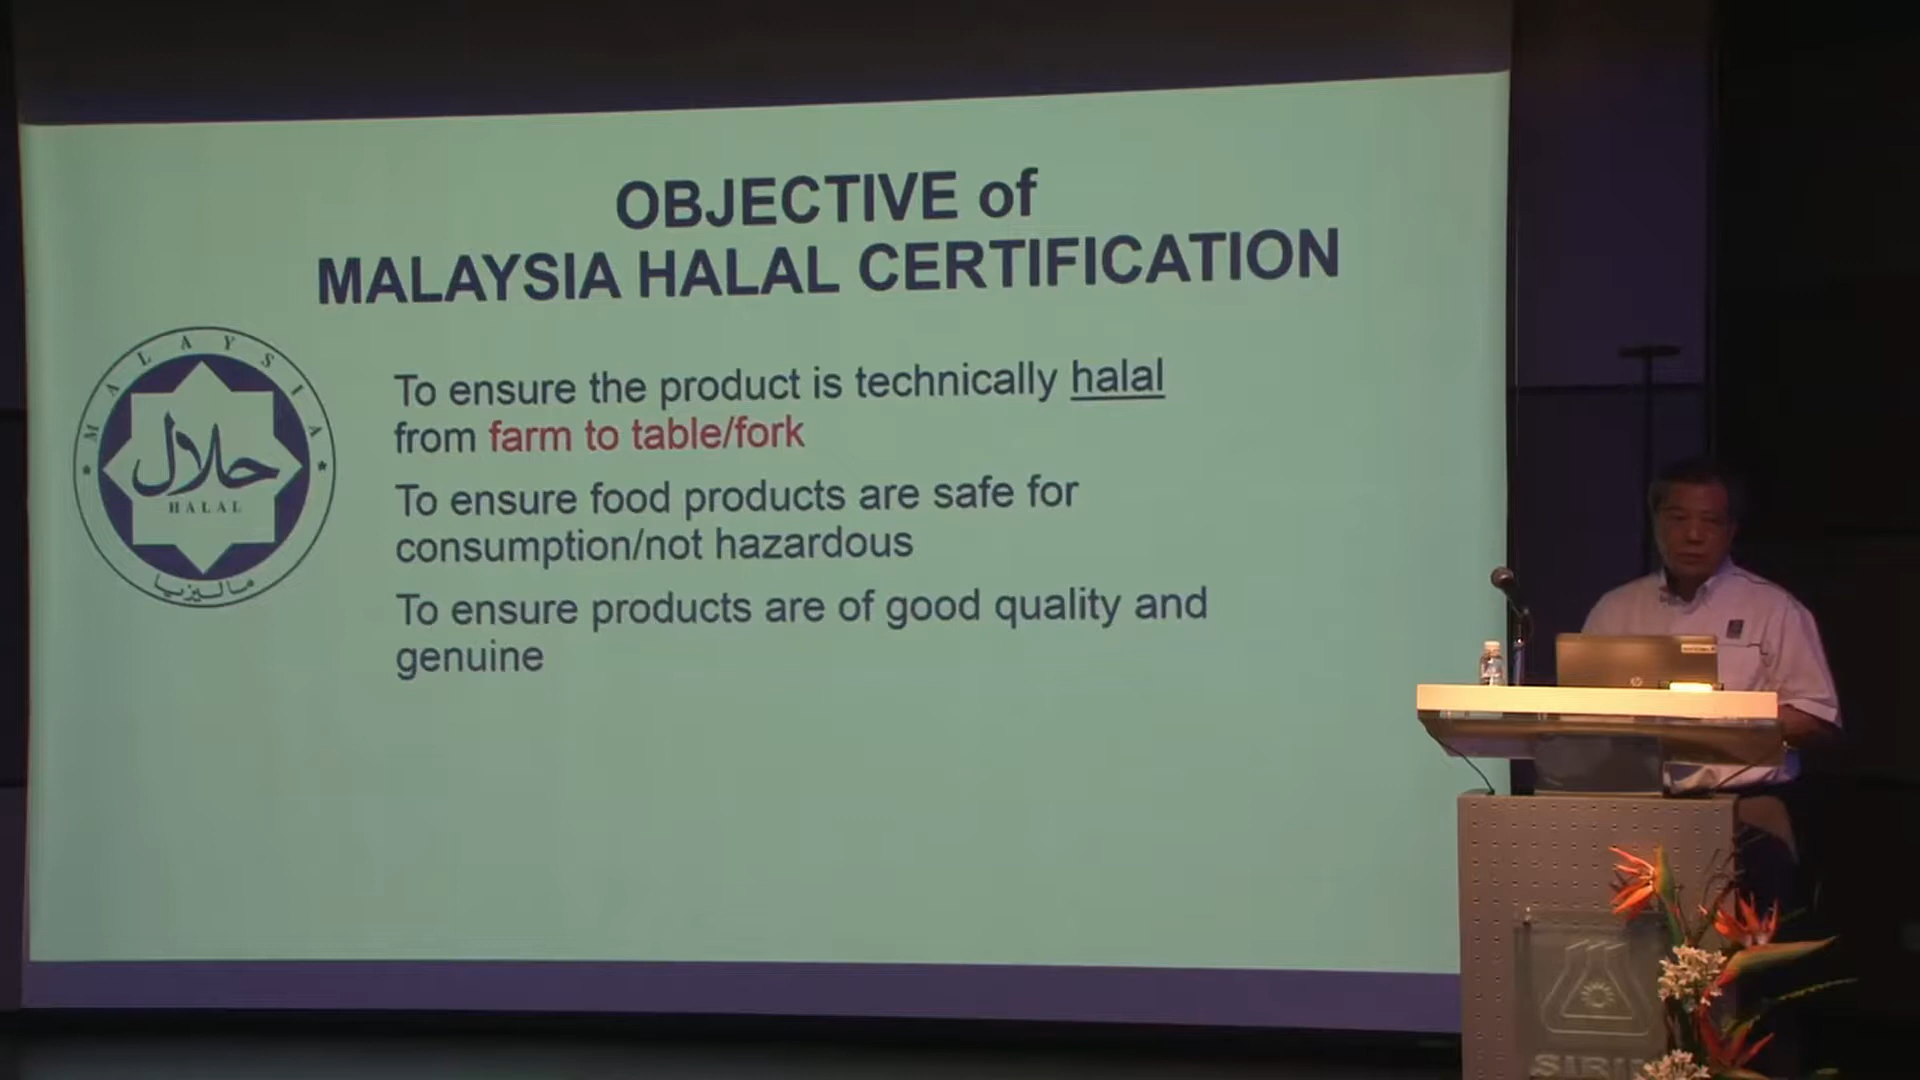 OBJECTIVE of
MALAYSIA HALAL CERTIFICATION
MALAYSIA
حلال
HALAL
ماليزيا
To ensure the product is technically halal
from farm to table/fork
To ensure food products are safe for
consumption/not hazardous
To ensure products are of good quality and
genuine
hp